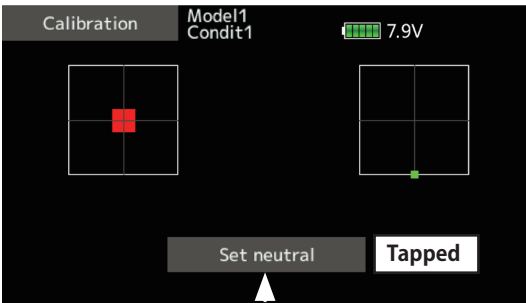 Calibration
Model1
Condit1
7.9V
Set neutral
Tapped